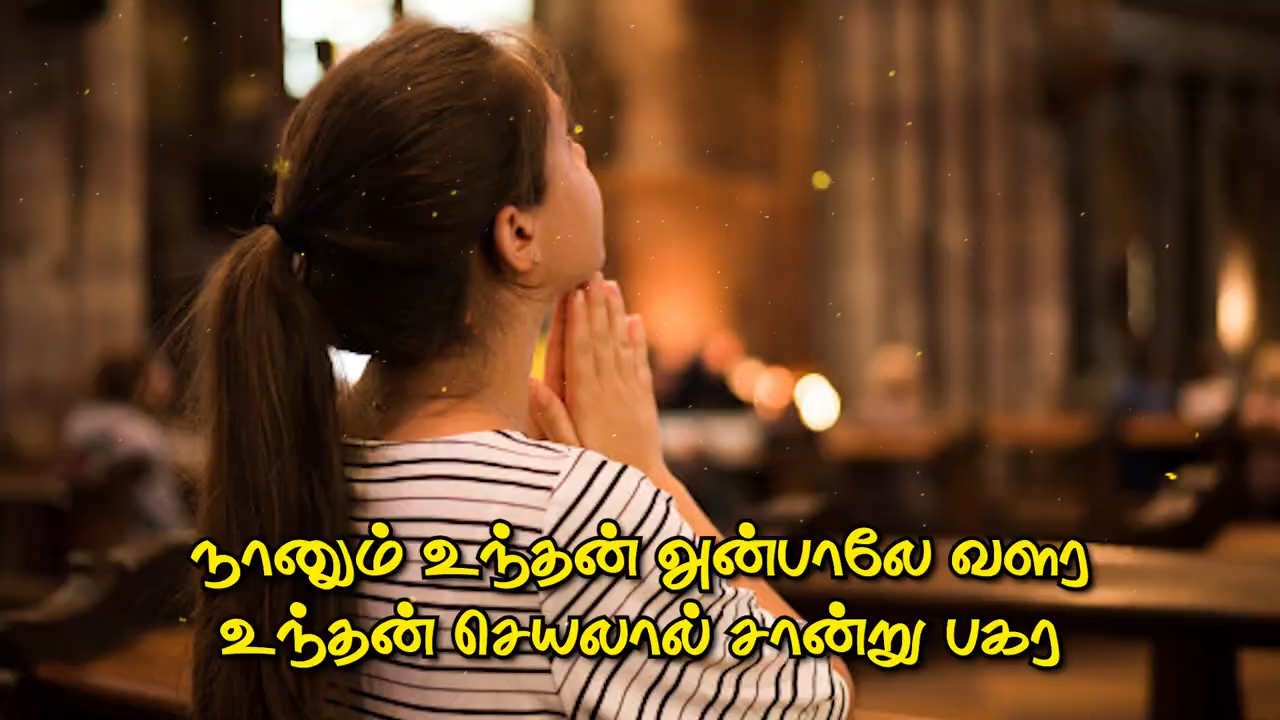 நானும் உந்தன் அன்பாலே வளர
உந்தன் செயலால் சான்று பகர